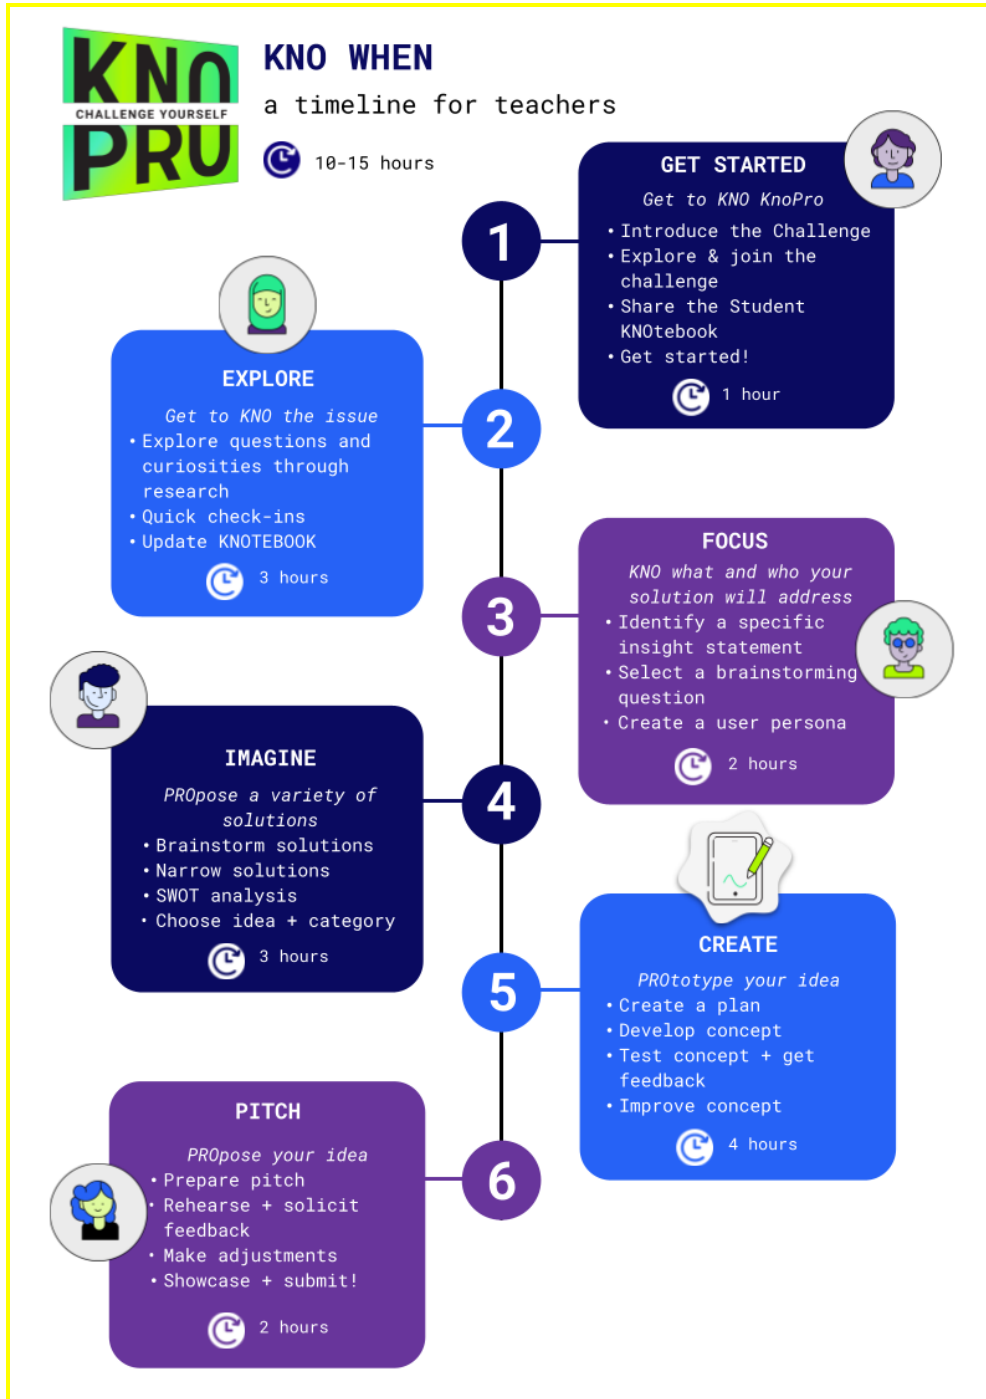 KNO
CHALLENGE YOURSELF
PRO
KNO WHEN
a timeline for teachers
10-15 hours
1
GET STARTED
Get to KNO KnoPro
• Introduce the Challenge
• Explore & join the
challenge
• Share the Student
KNOtebook
• Get started!
1 hour
2
EXPLORE
Get to KNO the issue
• Explore questions and
curiosities through
research
• Quick check-ins
• Update KNOTEBOOK
3 hours
3
FOCUS
KNO what and who your
solution will address
• Identify a specific
insight statement
• Select a brainstorming
question
• Create a user persona
2 hours
4
IMAGINE
PROpose a variety of
solutions
• Brainstorm solutions
• Narrow solutions
• SWOT analysis
• Choose idea + category
3 hours
5
CREATE
PROtotype your idea
• Create a plan
• Develop concept
• Test concept + get
feedback
• Improve concept
4 hours
6
PITCH
PROpose your idea
• Prepare pitch
• Rehearse + solicit
feedback
• Make adjustments
• Showcase + submit!
2 hours